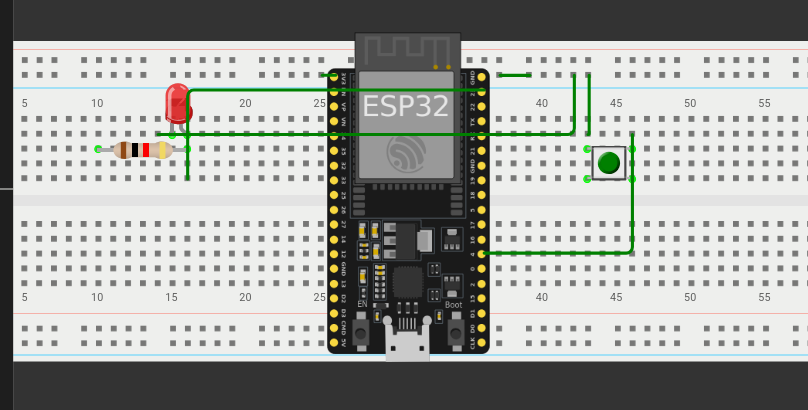 5 10 15 20 25 40 45 50 55
ESP32
3V3
EN
VP
VN
34
35
32
33
25
26
27
14
12
GND
13
D2
D3
CMD
5V
GND
22
TX
RX
21
19
18
5
17
16
4
0
2
15
D1
D0
CLK
EN Boot
5 10 15 20 25 40 45 50 55